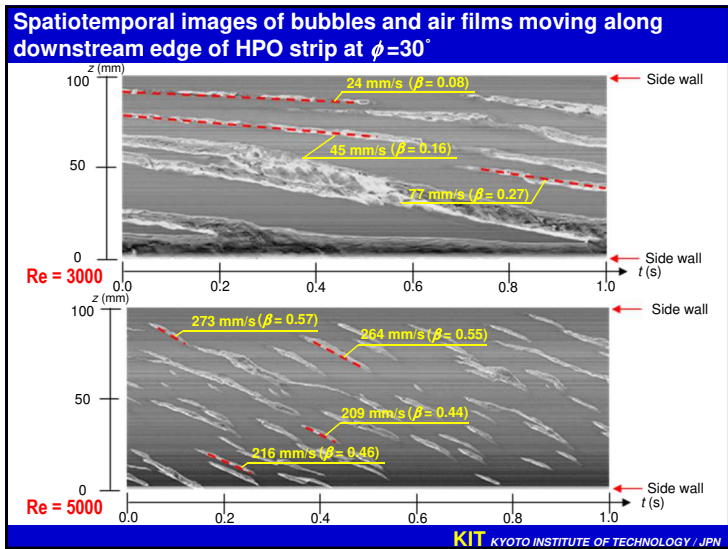 Spatiotemporal images of bubbles and air films moving along
downstream edge of HPO strip at ϕ=30˚
z (mm)
100
50
0
24 mm/s (β = 0.08)
45 mm/s (β = 0.16)
77 mm/s (β = 0.27)
Side wall
Side wall
Re = 3000
0.0 0.2 0.4 0.6 0.8 1.0
t (s)
z (mm)
100
50
0
273 mm/s (β = 0.57)
264 mm/s (β = 0.55)
209 mm/s (β = 0.44)
216 mm/s (β = 0.46)
Side wall
Side wall
Re = 5000
0.0 0.2 0.4 0.6 0.8 1.0
t (s)
KIT KYOTO INSTITUTE OF TECHNOLOGY / JPN